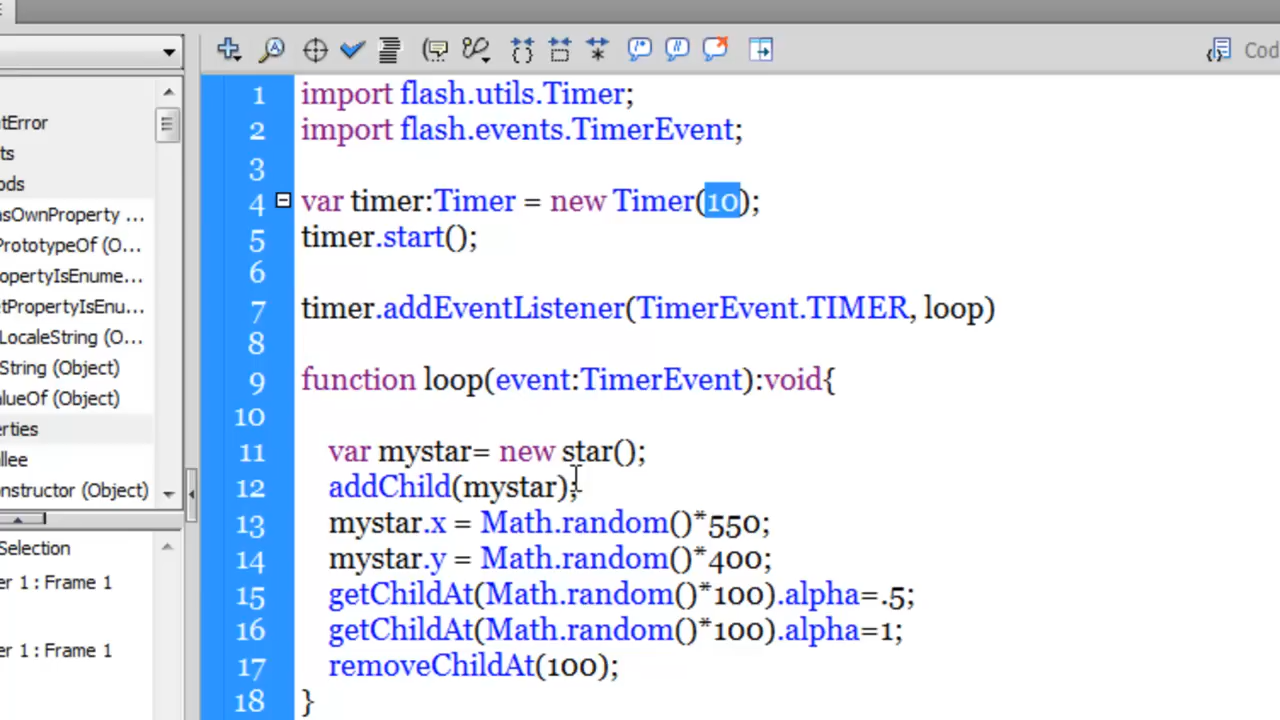 Cod
tError
ts
ods
asOwnProperty ...
PrototypeOf (O...
opertyIsEnume...
etPropertyIsEnu...
LocaleString (O...
String (Object)
alueOf (Object)
erties
llee
onstructor (Object)
Selection
er 1 : Frame 1
er 1 : Frame 1
1 import flash.utils.Timer;
2 import flash.events.TimerEvent;
3
4 var timer:Timer = new Timer(10);
5 timer.start();
6
7 timer.addEventListener(TimerEvent.TIMER, loop)
8
9 function loop(event:TimerEvent):void{
10
11 var mystar= new star();
12 addChild(mystar);
13 mystar.x = Math.random()*550;
14 mystar.y = Math.random()*400;
15 getChildAt(Math.random()*100).alpha=.5;
16 getChildAt(Math.random()*100).alpha=1;
17 removeChildAt(100);
18 }